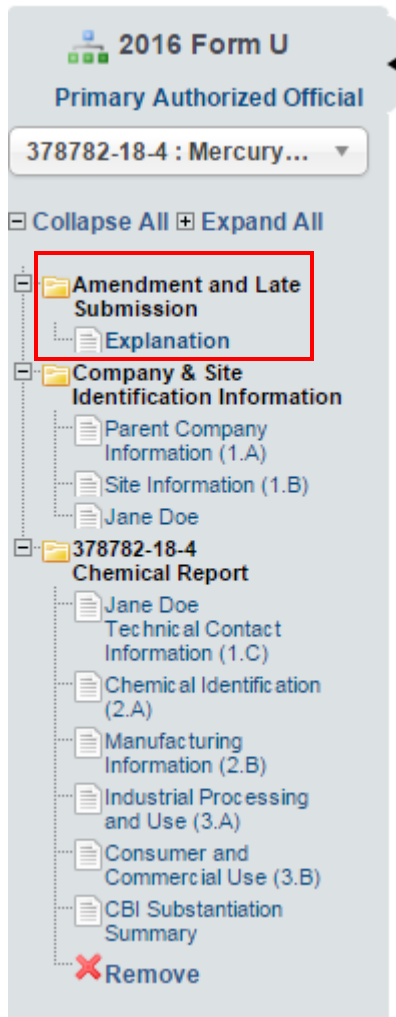 2016 Form U
Primary Authorized Official
378782-18-4 : Mercury...
Collapse All Expand All
Amendment and Late
Submission
Explanation
Company & Site
Identification Information
Parent Company
Information (1.A)
Site Information (1.B)
Jane Doe
378782-18-4
Chemical Report
Jane Doe
Technical Contact
Information (1.C)
Chemical Identification
(2.A)
Manufacturing
Information (2.B)
Industrial Processing
and Use (3.A)
Consumer and
Commercial Use (3.B)
CBI Substantiation
Summary
Remove